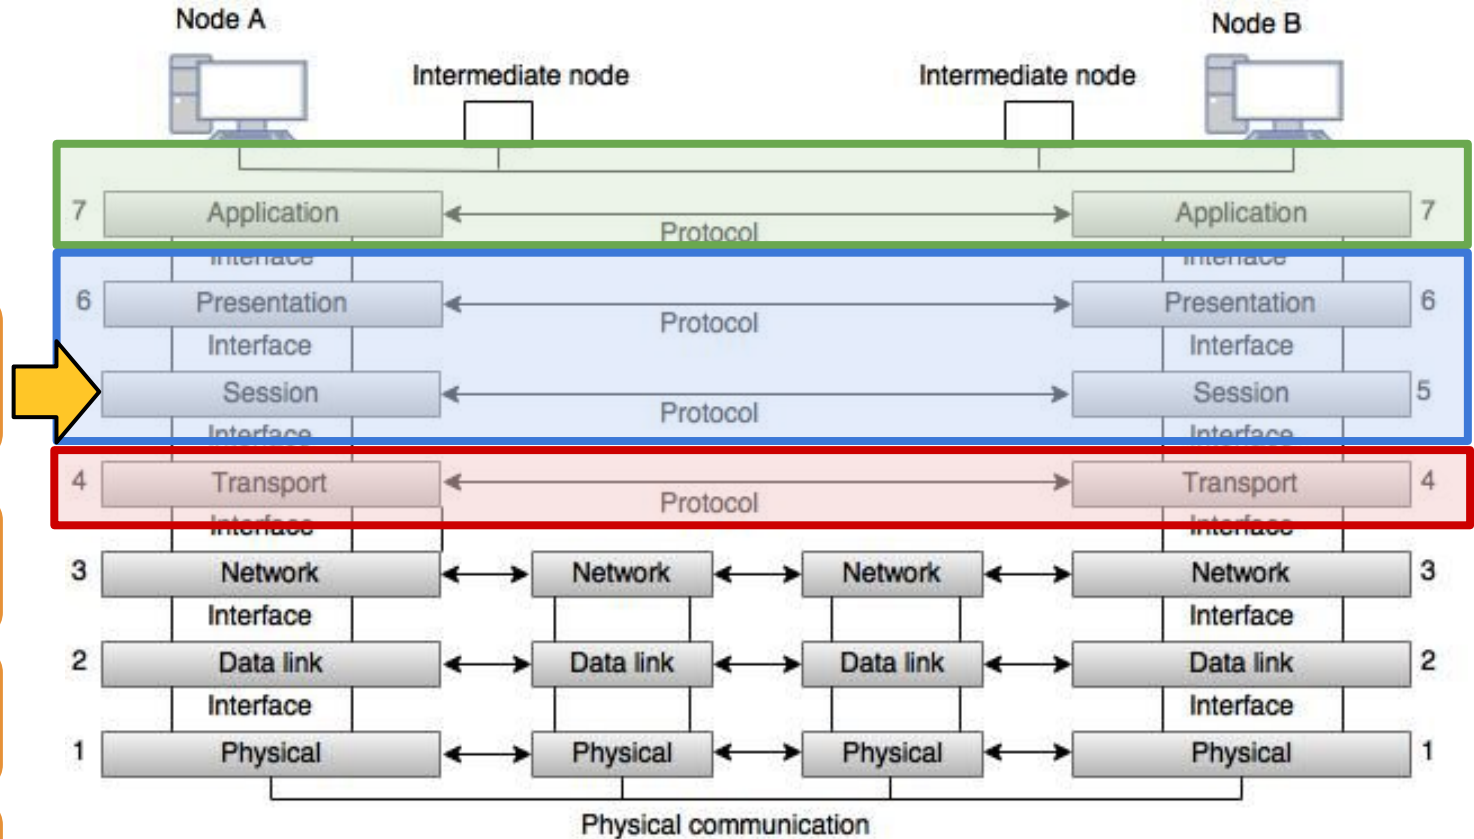 Node A
Node B
Intermediate node
Intermediate node
7 Application Protocol Application 7
Interface Interface
6 Presentation Protocol Presentation 6
Interface Interface
Session Protocol Session 5
Interface Interface
4 Transport Protocol Transport 4
Interface Interface
3 Network Network Network Network 3
Interface Interface
2 Data link Data link Data link Data link 2
Interface Interface
1 Physical Physical Physical Physical 1
Physical communication